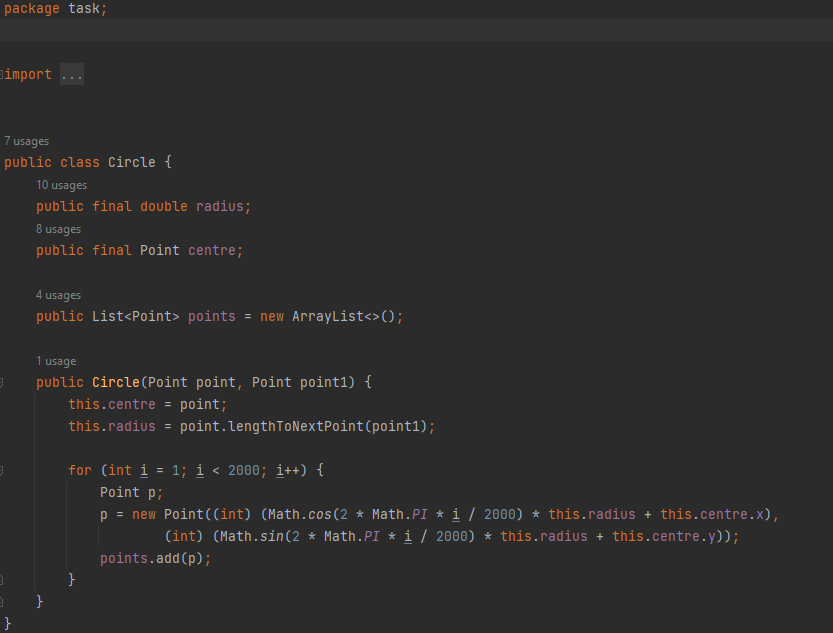 package task;
import ...
7 usages
public class Circle {
10 usages
public final double radius;
8 usages
public final Point centre;
4 usages
public List<Point> points = new ArrayList<>();
1 usage
public Circle(Point point, Point point1) {
this.centre = point;
this.radius = point.lengthToNextPoint(point1);
for (int i = 1; i < 2000; i++) {
Point p;
p = new Point((int) (Math.cos(2 * Math.PI * i / 2000) * this.radius + this.centre.x),
(int) (Math.sin(2 * Math.PI * i / 2000) * this.radius + this.centre.y));
points.add(p);
}
}
}